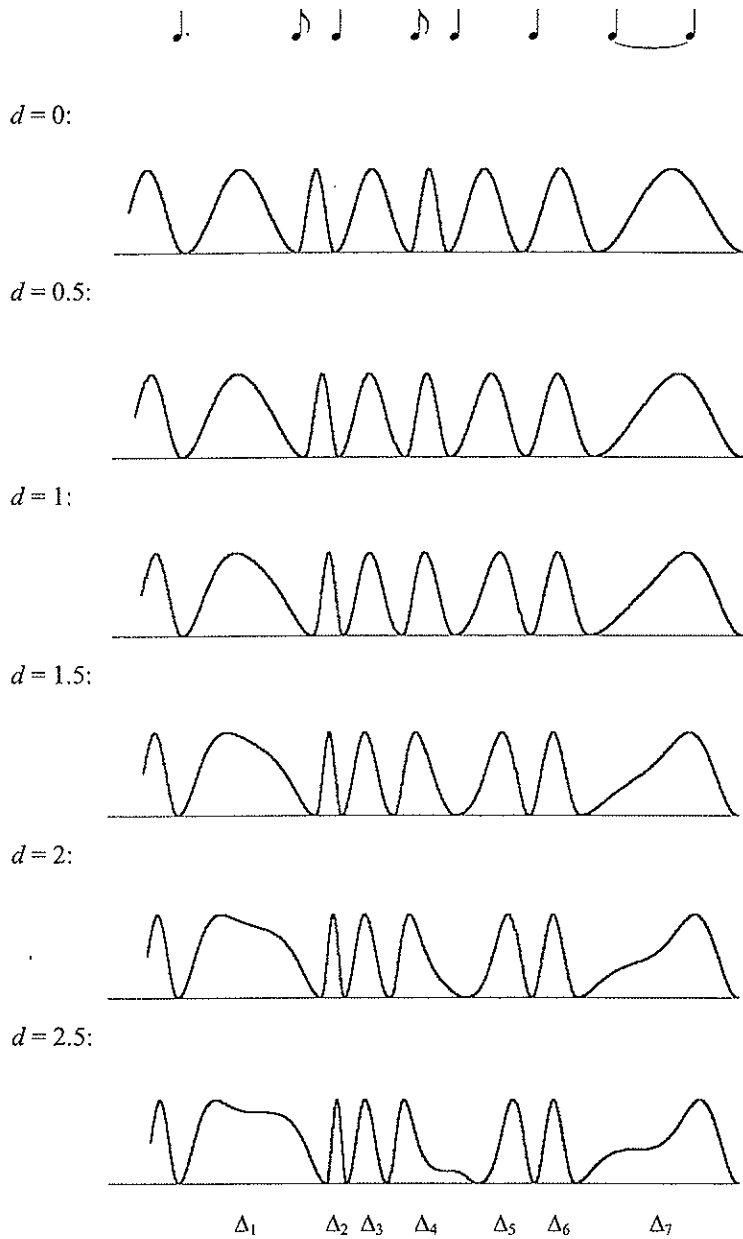 d = 0:
d = 0.5:
d = 1:
d = 1.5:
d = 2:
d = 2.5:
Δ₁ Δ₂ Δ₃ Δ₄ Δ₅ Δ₆ Δ₇